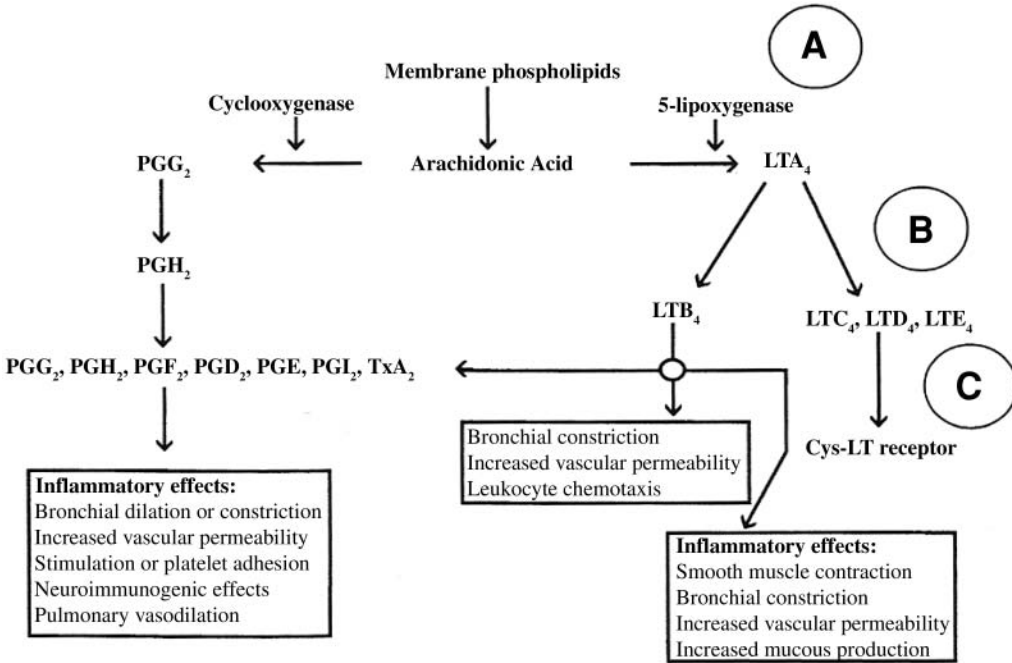 A
Membrane phospholipids
Cyclooxygenase
5-lipoxygenase
PGG₂
Arachidonic Acid
LTA₄
B
PGH₂
LTB₄
LTC₄, LTD₄, LTE₄
PGG₂, PGH₂, PGF₂, PGD₂, PGE, PGI₂, TxA₂
C
Bronchial constriction
Increased vascular permeability
Leukocyte chemotaxis
Cys-LT receptor
Inflammatory effects:
Bronchial dilation or constriction
Increased vascular permeability
Stimulation or platelet adhesion
Neuroimmunogenic effects
Pulmonary vasodilation
Inflammatory effects:
Smooth muscle contraction
Bronchial constriction
Increased vascular permeability
Increased mucous production